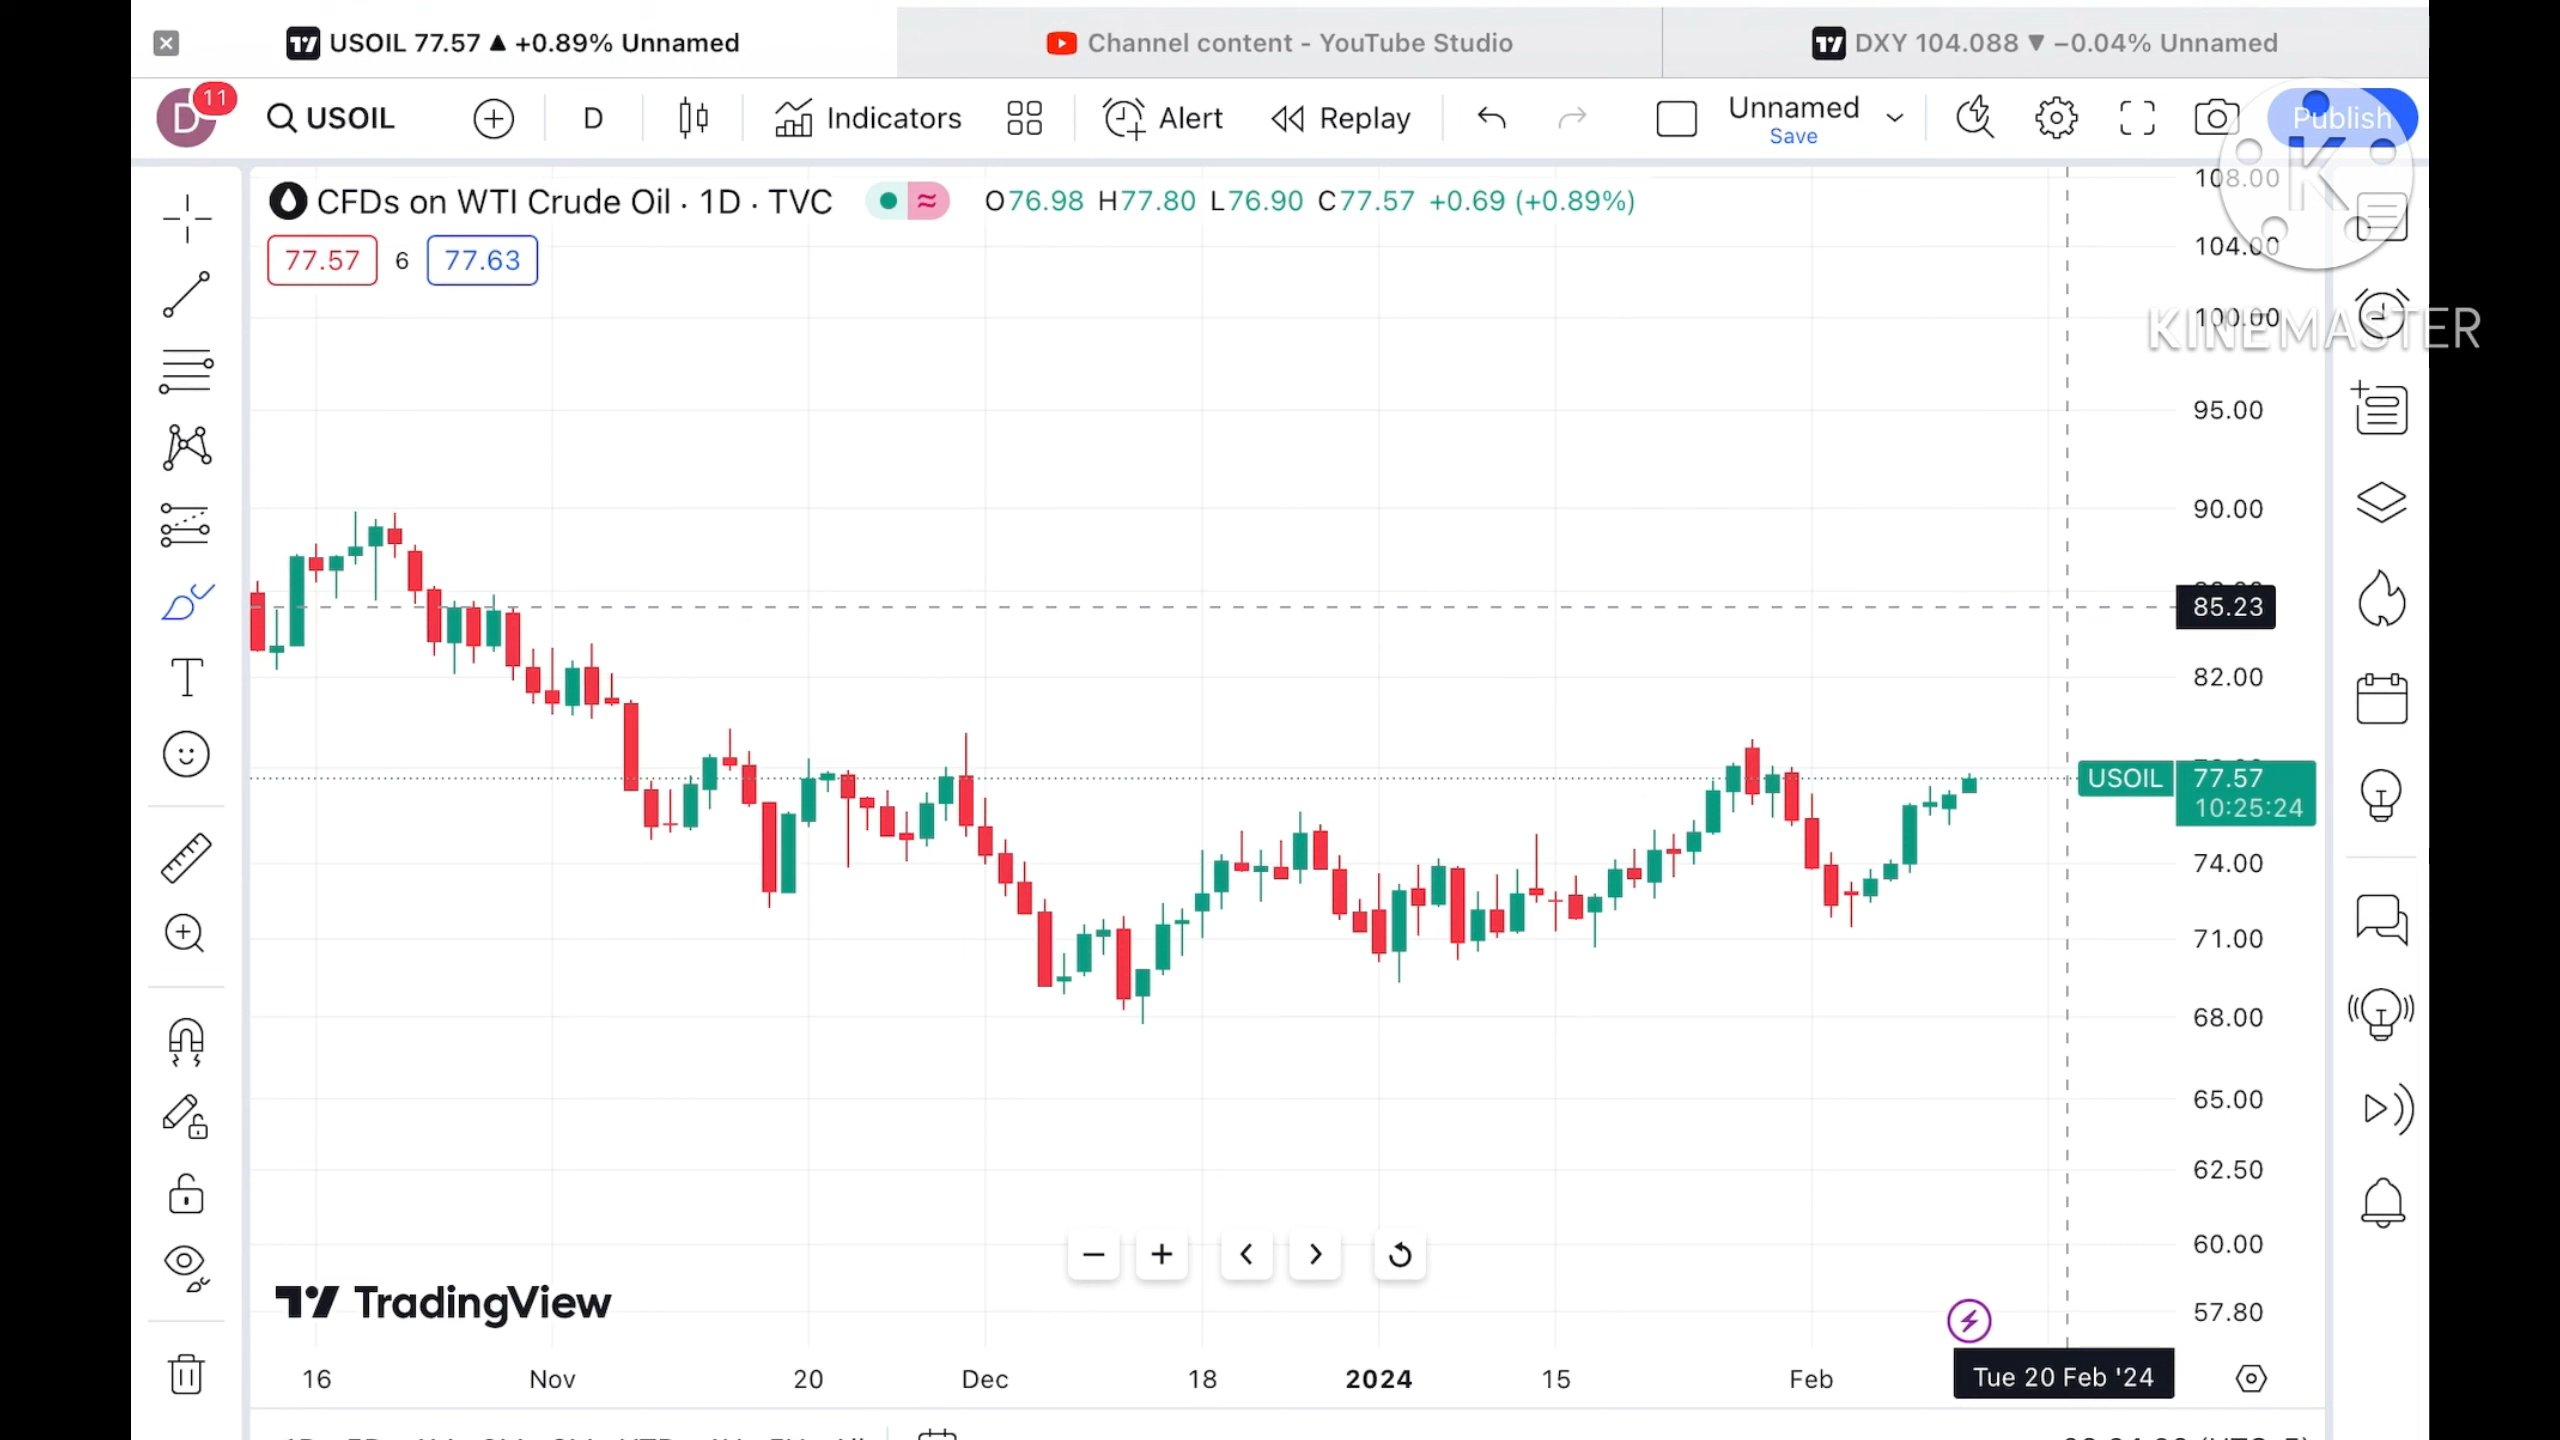 USOIL 77.57 ▲ +0.89% Unnamed
Channel content - YouTube Studio
DXY 104.088 ▼ −0.04% Unnamed
D 11
USOIL
D
Indicators
Alert
Replay
Unnamed
Save
Publish
CFDs on WTI Crude Oil · 1D · TVC
O76.98 H77.80 L76.90 C77.57 +0.69 (+0.89%)
77.57 6 77.63
K
KINEMASTER
108.00
104.00
100.00
95.00
90.00
85.23
82.00
USOIL 77.57
10:25:24
74.00
71.00
68.00
65.00
62.50
60.00
57.80
TradingView
16 Nov 20 Dec 18 2024 15 Feb Tue 20 Feb '24